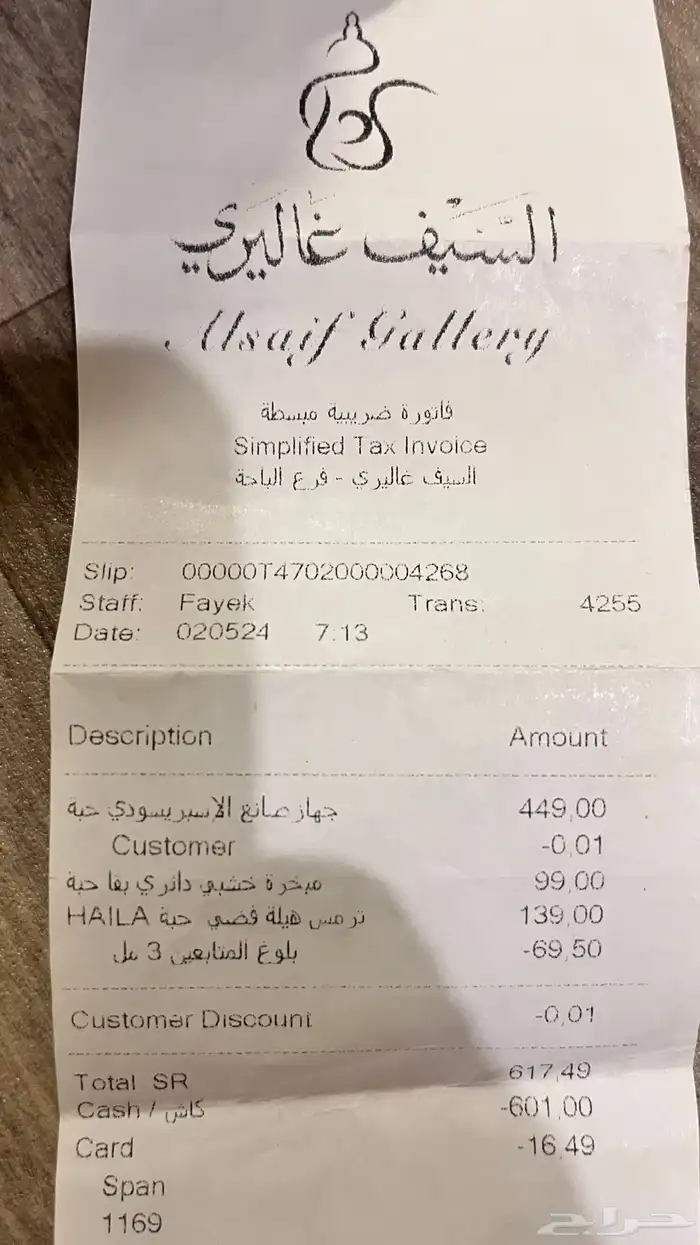 السيف غاليري
Alsaif Gallery
فاتورة ضريبية مبسطة
Simplified Tax Invoice
السيف غاليري - فرع الباحة
Slip: 00000T4702000004268
Staff: Fayek Trans: 4255
Date: 020524 7:13
Description Amount
جهاز صانع الإسبريسودي حبة 449,00
Customer -0,01
مبخرة خشبي دائري بقا حبة 99,00
ترمس هيلة فضي حبة HAILA 139,00
بلوغ المتابعين 3 مل -69,50
Customer Discount -0,01
Total SR 617,49
Cash / كاش -601,00
Card -16,49
Span
1169
حراج